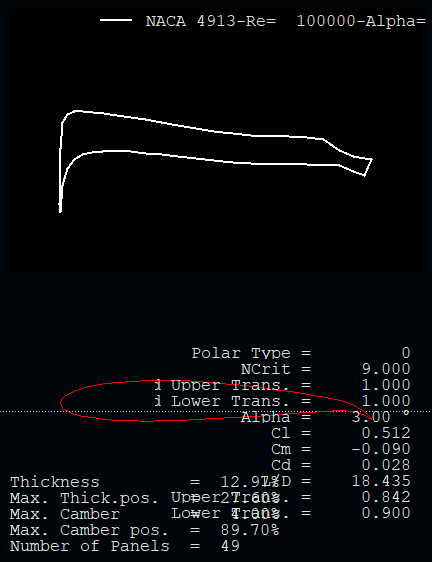 NACA 4913-Re=  100000-Alpha=
Polar Type = 0
NCrit = 9.000
Upper Trans. = 1.000
Lower Trans. = 1.000
Alpha = 3.00 °
Cl = 0.512
Cm = -0.090
Cd = 0.028
Thickness = 12.97% L/D = 18.435
Max. Thick.pos. = 27.60% Upper Trans. = 0.842
Max. Camber = Lower Trans. = 0.900
Max. Camber pos. = 89.70%
Number of Panels = 49